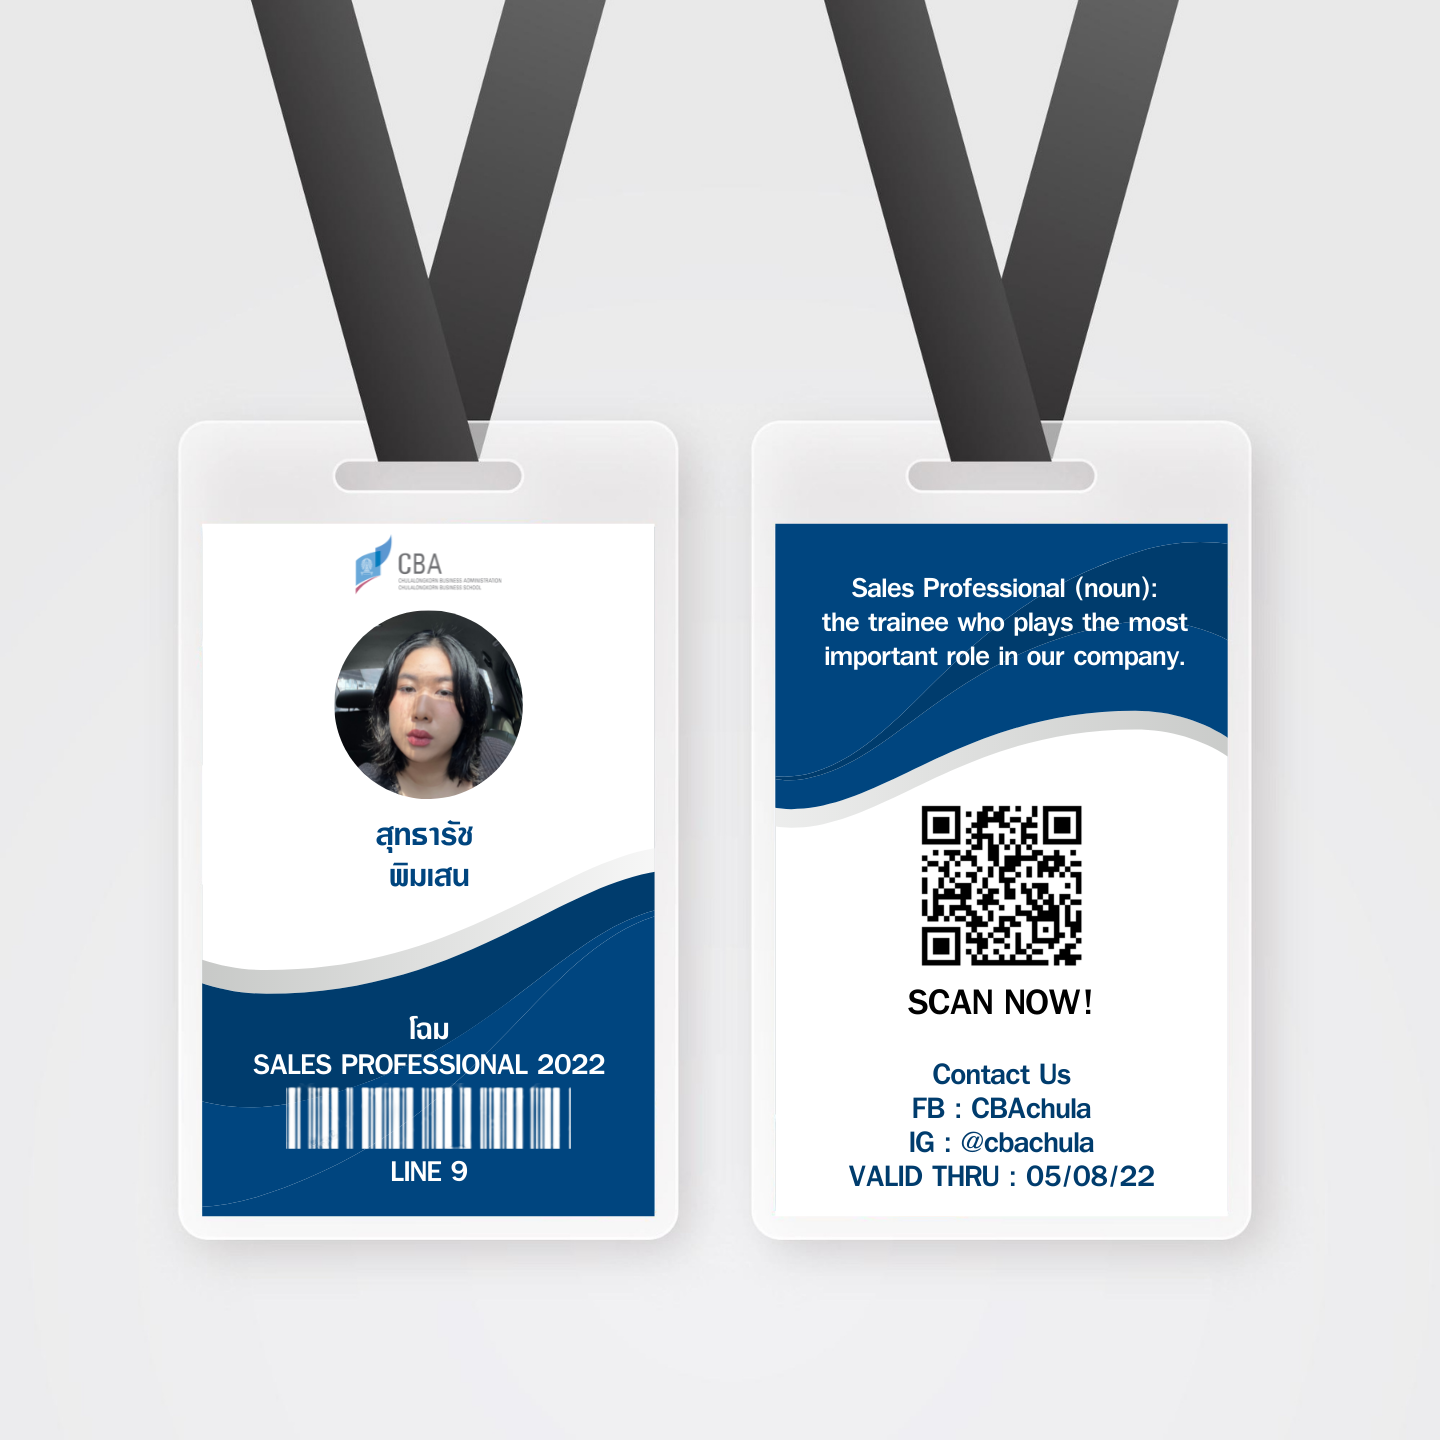 CBA
CHULALONGKORN BUSINESS ADMINISTRATION
CHULALONGKORN BUSINESS SCHOOL
สุทธารัช
พิมเสน
โฉม
SALES PROFESSIONAL 2022
LINE 9
Sales Professional (noun):
the trainee who plays the most
important role in our company.
SCAN NOW!
Contact Us
FB : CBAchula
IG : @cbachula
VALID THRU : 05/08/22